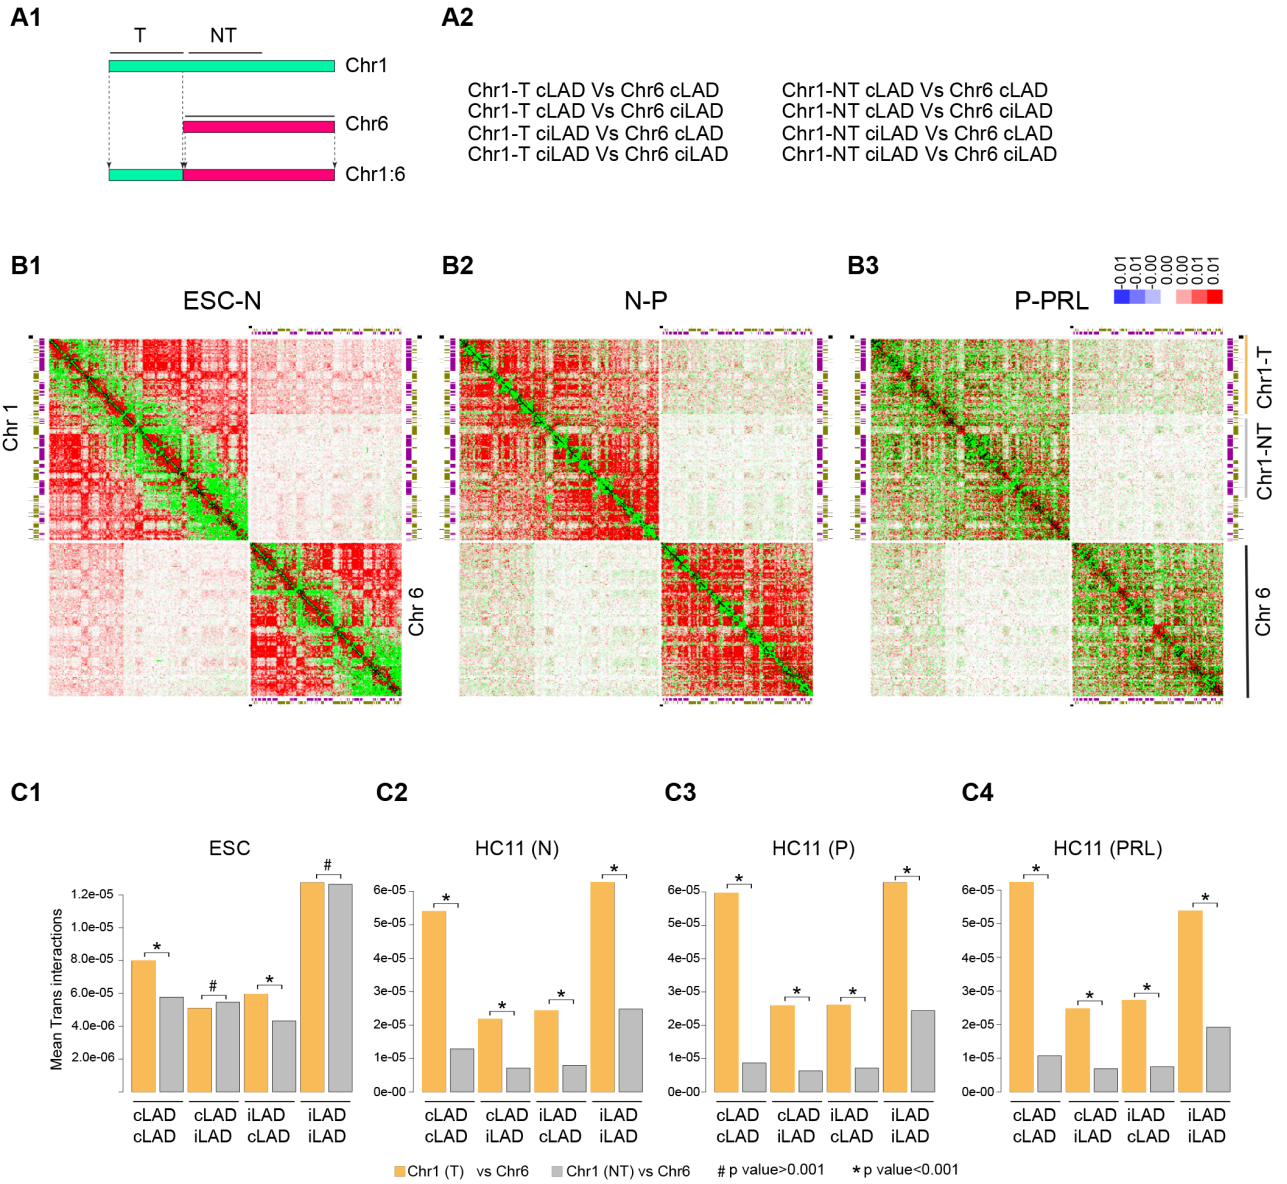 A1
A2
T
NT
Chr1
Chr6
Chr1:6
Chr1-T cLAD Vs Chr6 cLAD
Chr1-T cLAD Vs Chr6 ciLAD
Chr1-T ciLAD Vs Chr6 cLAD
Chr1-T ciLAD Vs Chr6 ciLAD
Chr1-NT cLAD Vs Chr6 cLAD
Chr1-NT cLAD Vs Chr6 ciLAD
Chr1-NT ciLAD Vs Chr6 cLAD
Chr1-NT ciLAD Vs Chr6 ciLAD
B1
B2
B3
ESC-N
N-P
P-PRL
-0.01
-0.01
-0.00
0.00
0.00
0.01
0.01
Chr 1
Chr 6
Chr1-T
Chr1-NT
Chr 6
C1
C2
C3
C4
ESC
Mean Trans interactions
1.2e-05
1.0e-05
8.0e-05
6.0e-05
4.0e-06
2.0e-06
*
#
*
#
cLAD cLAD iLAD iLAD
cLAD iLAD cLAD iLAD
HC11 (N)
6e-05
5e-05
4e-05
3e-05
2e-05
1e-05
0e-00
*
*
*
*
cLAD cLAD iLAD iLAD
cLAD iLAD cLAD iLAD
HC11 (P)
6e-05
5e-05
4e-05
3e-05
2e-05
1e-05
0e-00
*
*
*
*
cLAD cLAD iLAD iLAD
cLAD iLAD cLAD iLAD
HC11 (PRL)
6e-05
5e-05
4e-05
3e-05
2e-05
1e-05
0e-00
*
*
*
*
cLAD cLAD iLAD iLAD
cLAD iLAD cLAD iLAD
Chr1 (T) vs Chr6
Chr1 (NT) vs Chr6
# p value>0.001
* p value<0.001